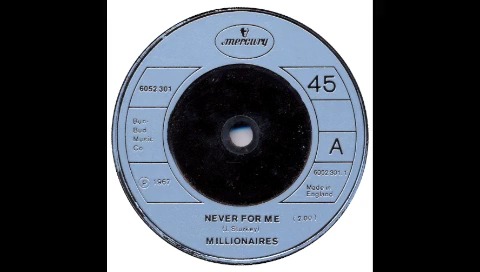 mercury
6052 301
45
Bur-
Bud
Music
Co.
A
6052 301.1
℗ 1967
Made in
England
NEVER FOR ME
( 2.00 )
(J. Sturkey)
MILLIONAIRES